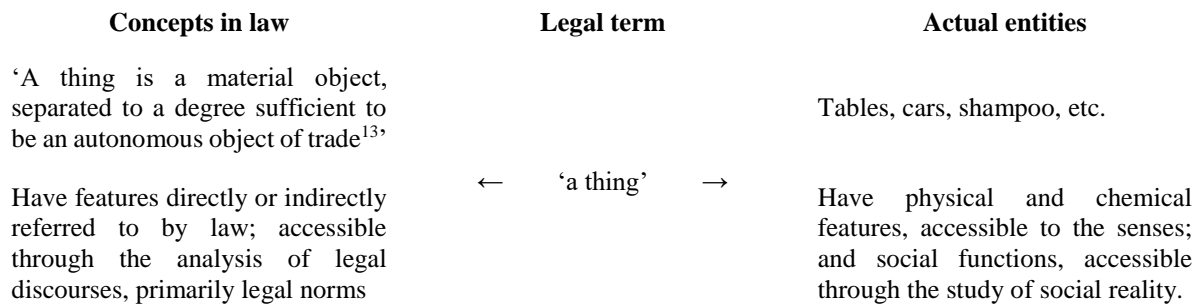 Concepts in law
Legal term
Actual entities
‘A thing is a material object,
separated to a degree sufficient to
be an autonomous object of trade¹³’
Tables, cars, shampoo, etc.
← ‘a thing’ →
Have features directly or indirectly
referred to by law; accessible
through the analysis of legal
discourses, primarily legal norms
Have physical and chemical
features, accessible to the senses;
and social functions, accessible
through the study of social reality.